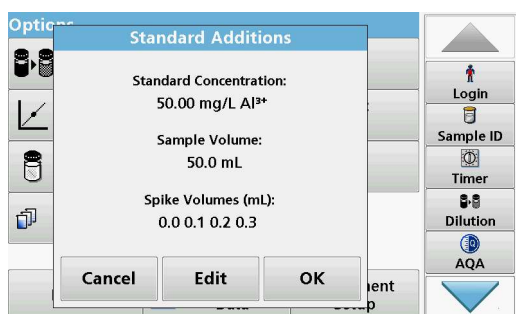 Options
Standard Additions
Standard Concentration:
50.00 mg/L Al³⁺
Sample Volume:
50.0 mL
Spike Volumes (mL):
0.0 0.1 0.2 0.3
Cancel
Edit
OK
Login
Sample ID
Timer
Dilution
AQA